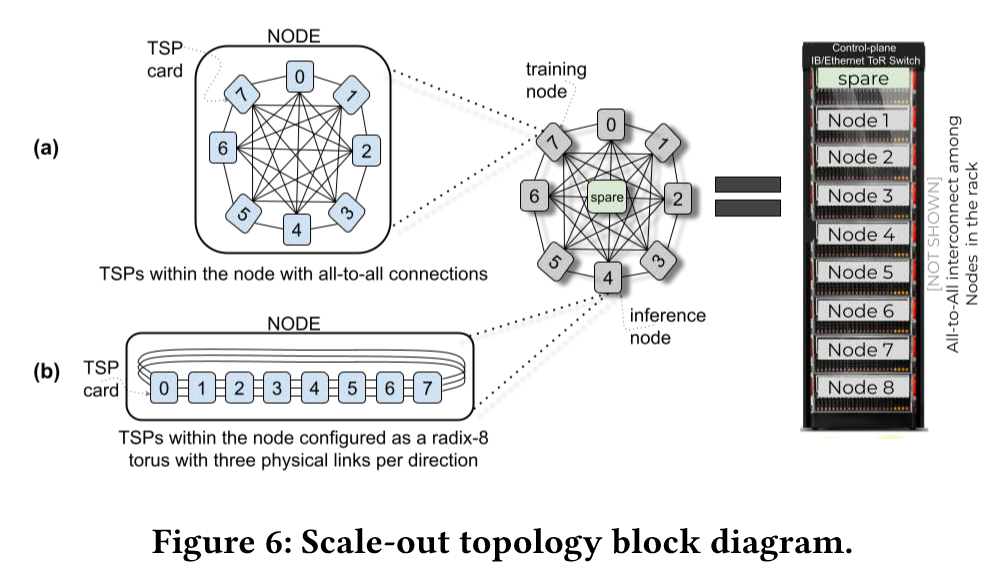 (a)
NODE
TSP
card
0
1
2
3
4
5
6
7
TSPs within the node with all-to-all connections
(b)
NODE
TSP
card
0 1 2 3 4 5 6 7
TSPs within the node configured as a radix-8
torus with three physical links per direction
training
node
0
1
2
3
4
5
6
7
spare
inference
node
Control-plane
IB/Ethernet ToR Switch
spare
Node 1
Node 2
Node 3
Node 4
Node 5
Node 6
Node 7
Node 8
[NOT SHOWN]
All-to-All interconnect among
Nodes in the rack
Figure 6: Scale-out topology block diagram.